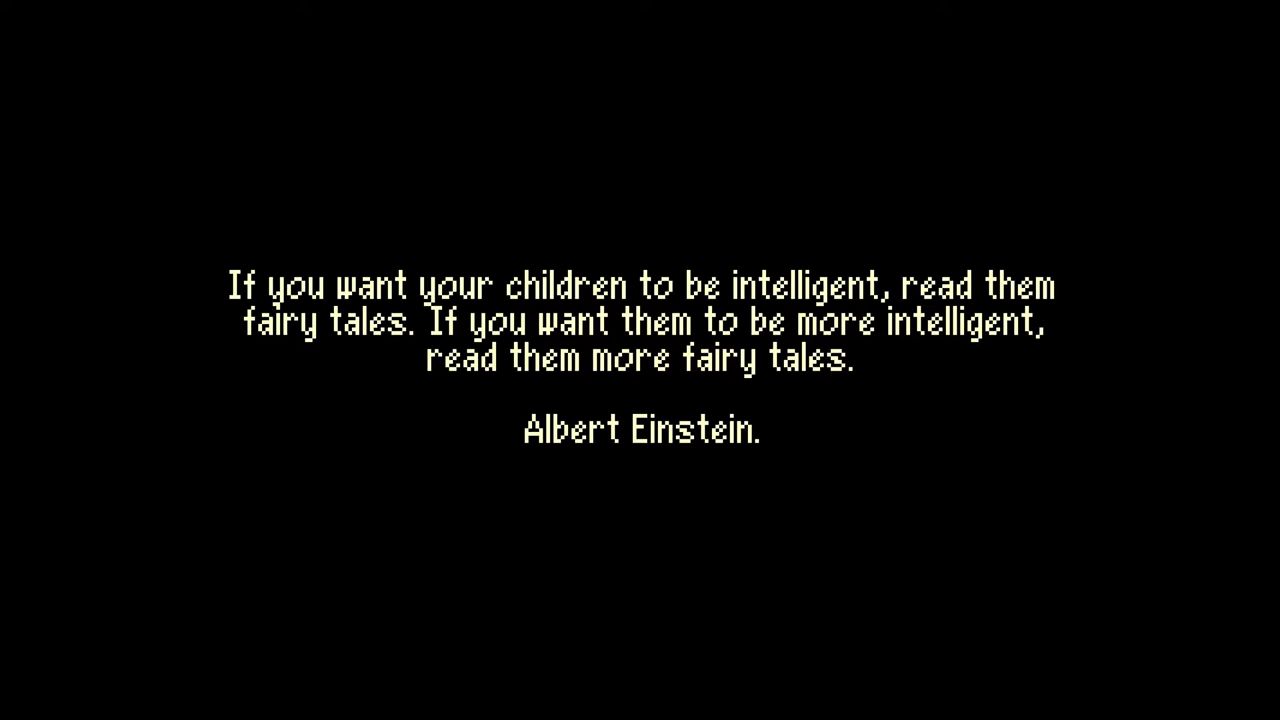 If you want your children to be intelligent, read them
fairy tales. If you want them to be more intelligent,
read them more fairy tales.
Albert Einstein.